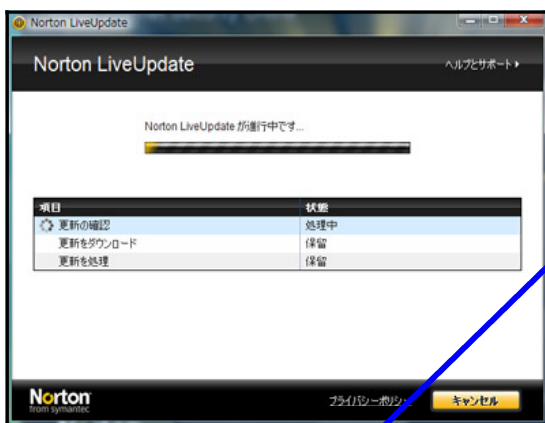 Norton LiveUpdate
Norton LiveUpdate
ヘルプとサポート
Norton LiveUpdate が進行中です...
項目 状態
更新の確認 処理中
更新をダウンロード 保留
更新を処理 保留
Norton
from symantec
プライバシーポリシー キャンセル